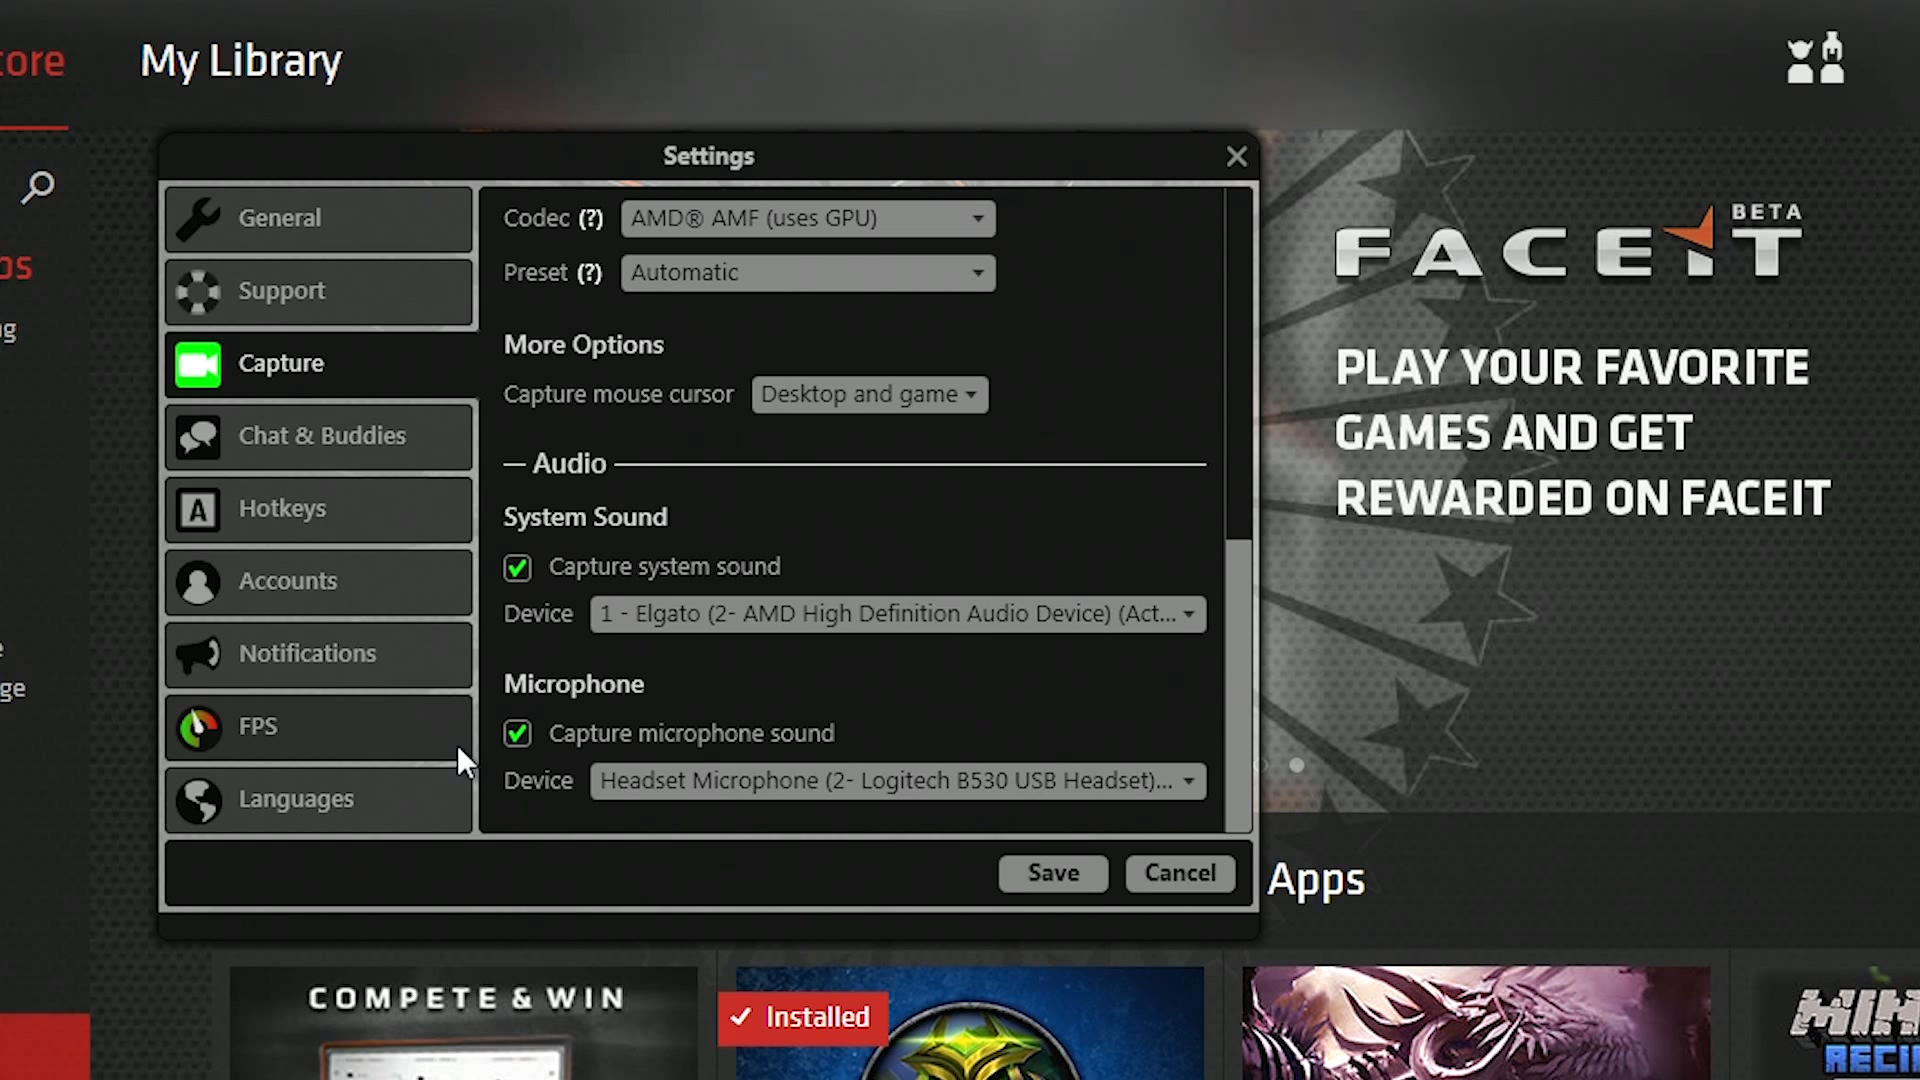 My Library
Settings
General
Support
Capture
Chat & Buddies
Hotkeys
Accounts
Notifications
FPS
Languages
Codec (?) AMD® AMF (uses GPU)
Preset (?) Automatic
More Options
Capture mouse cursor Desktop and game
Audio
System Sound
Capture system sound
Device 1 - Elgato (2- AMD High Definition Audio Device) (Act...
Microphone
Capture microphone sound
Device Headset Microphone (2- Logitech B530 USB Headset)...
Save Cancel
BETA
FACEIT
PLAY YOUR FAVORITE
GAMES AND GET
REWARDED ON FACEIT
Apps
COMPETE & WIN
Installed